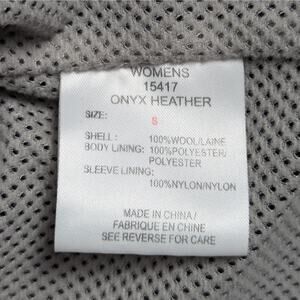 WOMENS
15417
ONYX HEATHER
SIZE: S
SHELL: 100%WOOL/LAINE
BODY LINING: 100%POLYESTER/
POLYESTER
SLEEVE LINING:
100%NYLON/NYLON
MADE IN CHINA/
FABRIQUE EN CHINE
SEE REVERSE FOR CARE